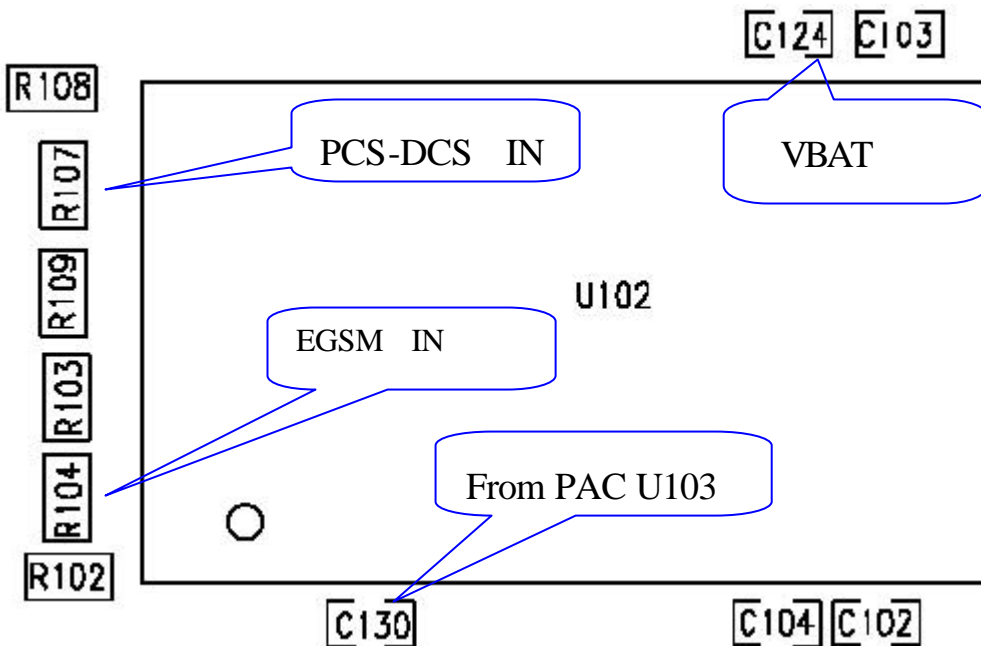 C124 C103
R108
R107
PCS-DCS IN
VBAT
R109
U102
EGSM IN
R103
R104
From PAC U103
R102
C130
C104 C102